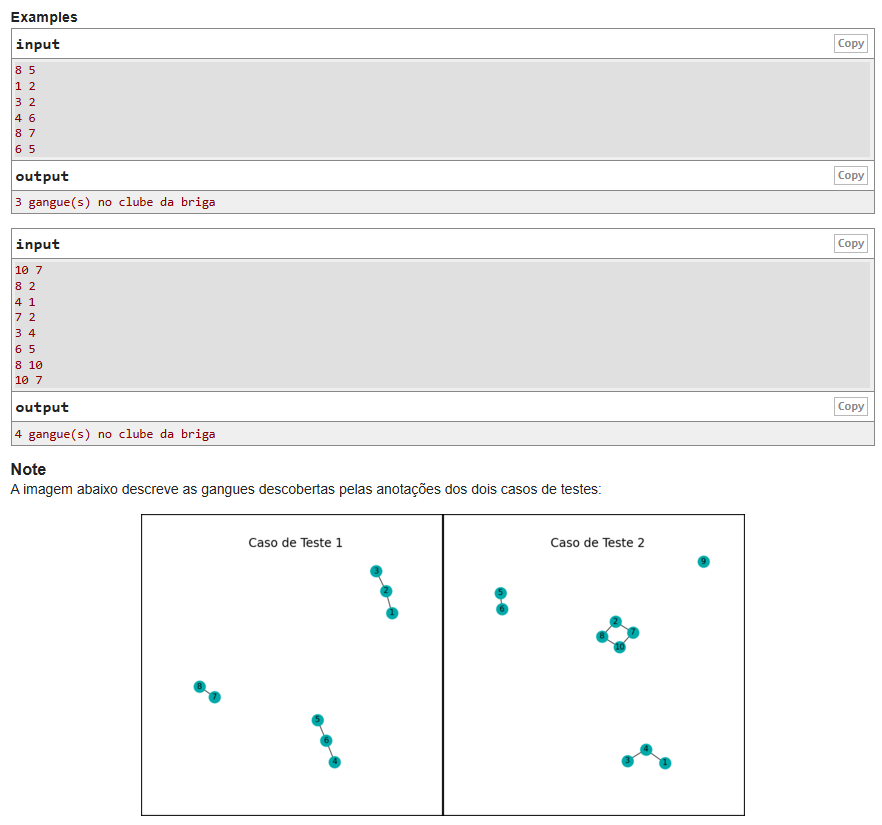 Examples
input
Copy
8 5
1 2
3 2
4 6
8 7
6 5
output
Copy
3 gangue(s) no clube da briga
input
Copy
10 7
8 2
4 1
7 2
3 4
6 5
8 10
10 7
output
Copy
4 gangue(s) no clube da briga
Note
A imagem abaixo descreve as gangues descobertas pelas anotações dos dois casos de testes:
Caso de Teste 1
3
2
1
8
7
5
6
4
Caso de Teste 2
9
5
6
2
7
8
10
4
3
1